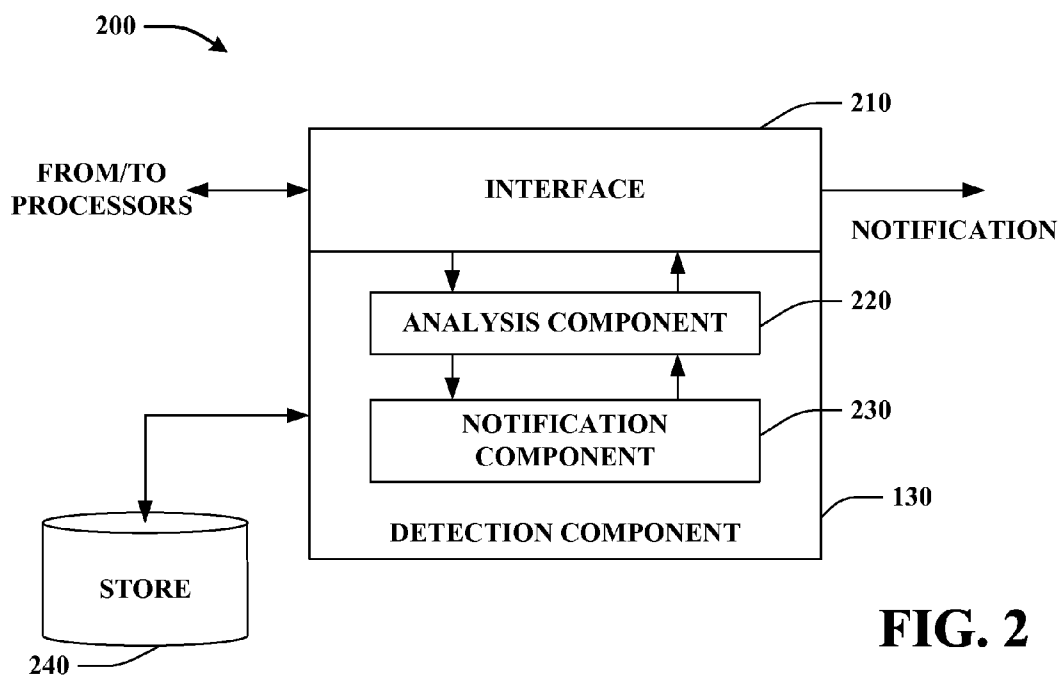 200
210
FROM/TO
PROCESSORS
INTERFACE
NOTIFICATION
ANALYSIS COMPONENT
220
NOTIFICATION
COMPONENT
230
130
DETECTION COMPONENT
STORE
240
FIG. 2